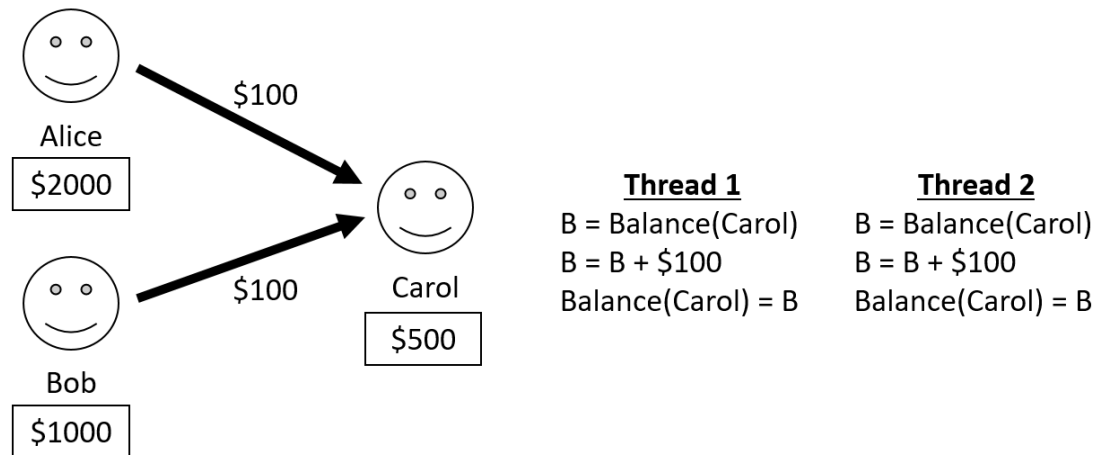 Alice
$2000
$100
Bob
$1000
$100
Carol
$500
Thread 1
B = Balance(Carol)
B = B + $100
Balance(Carol) = B
Thread 2
B = Balance(Carol)
B = B + $100
Balance(Carol) = B